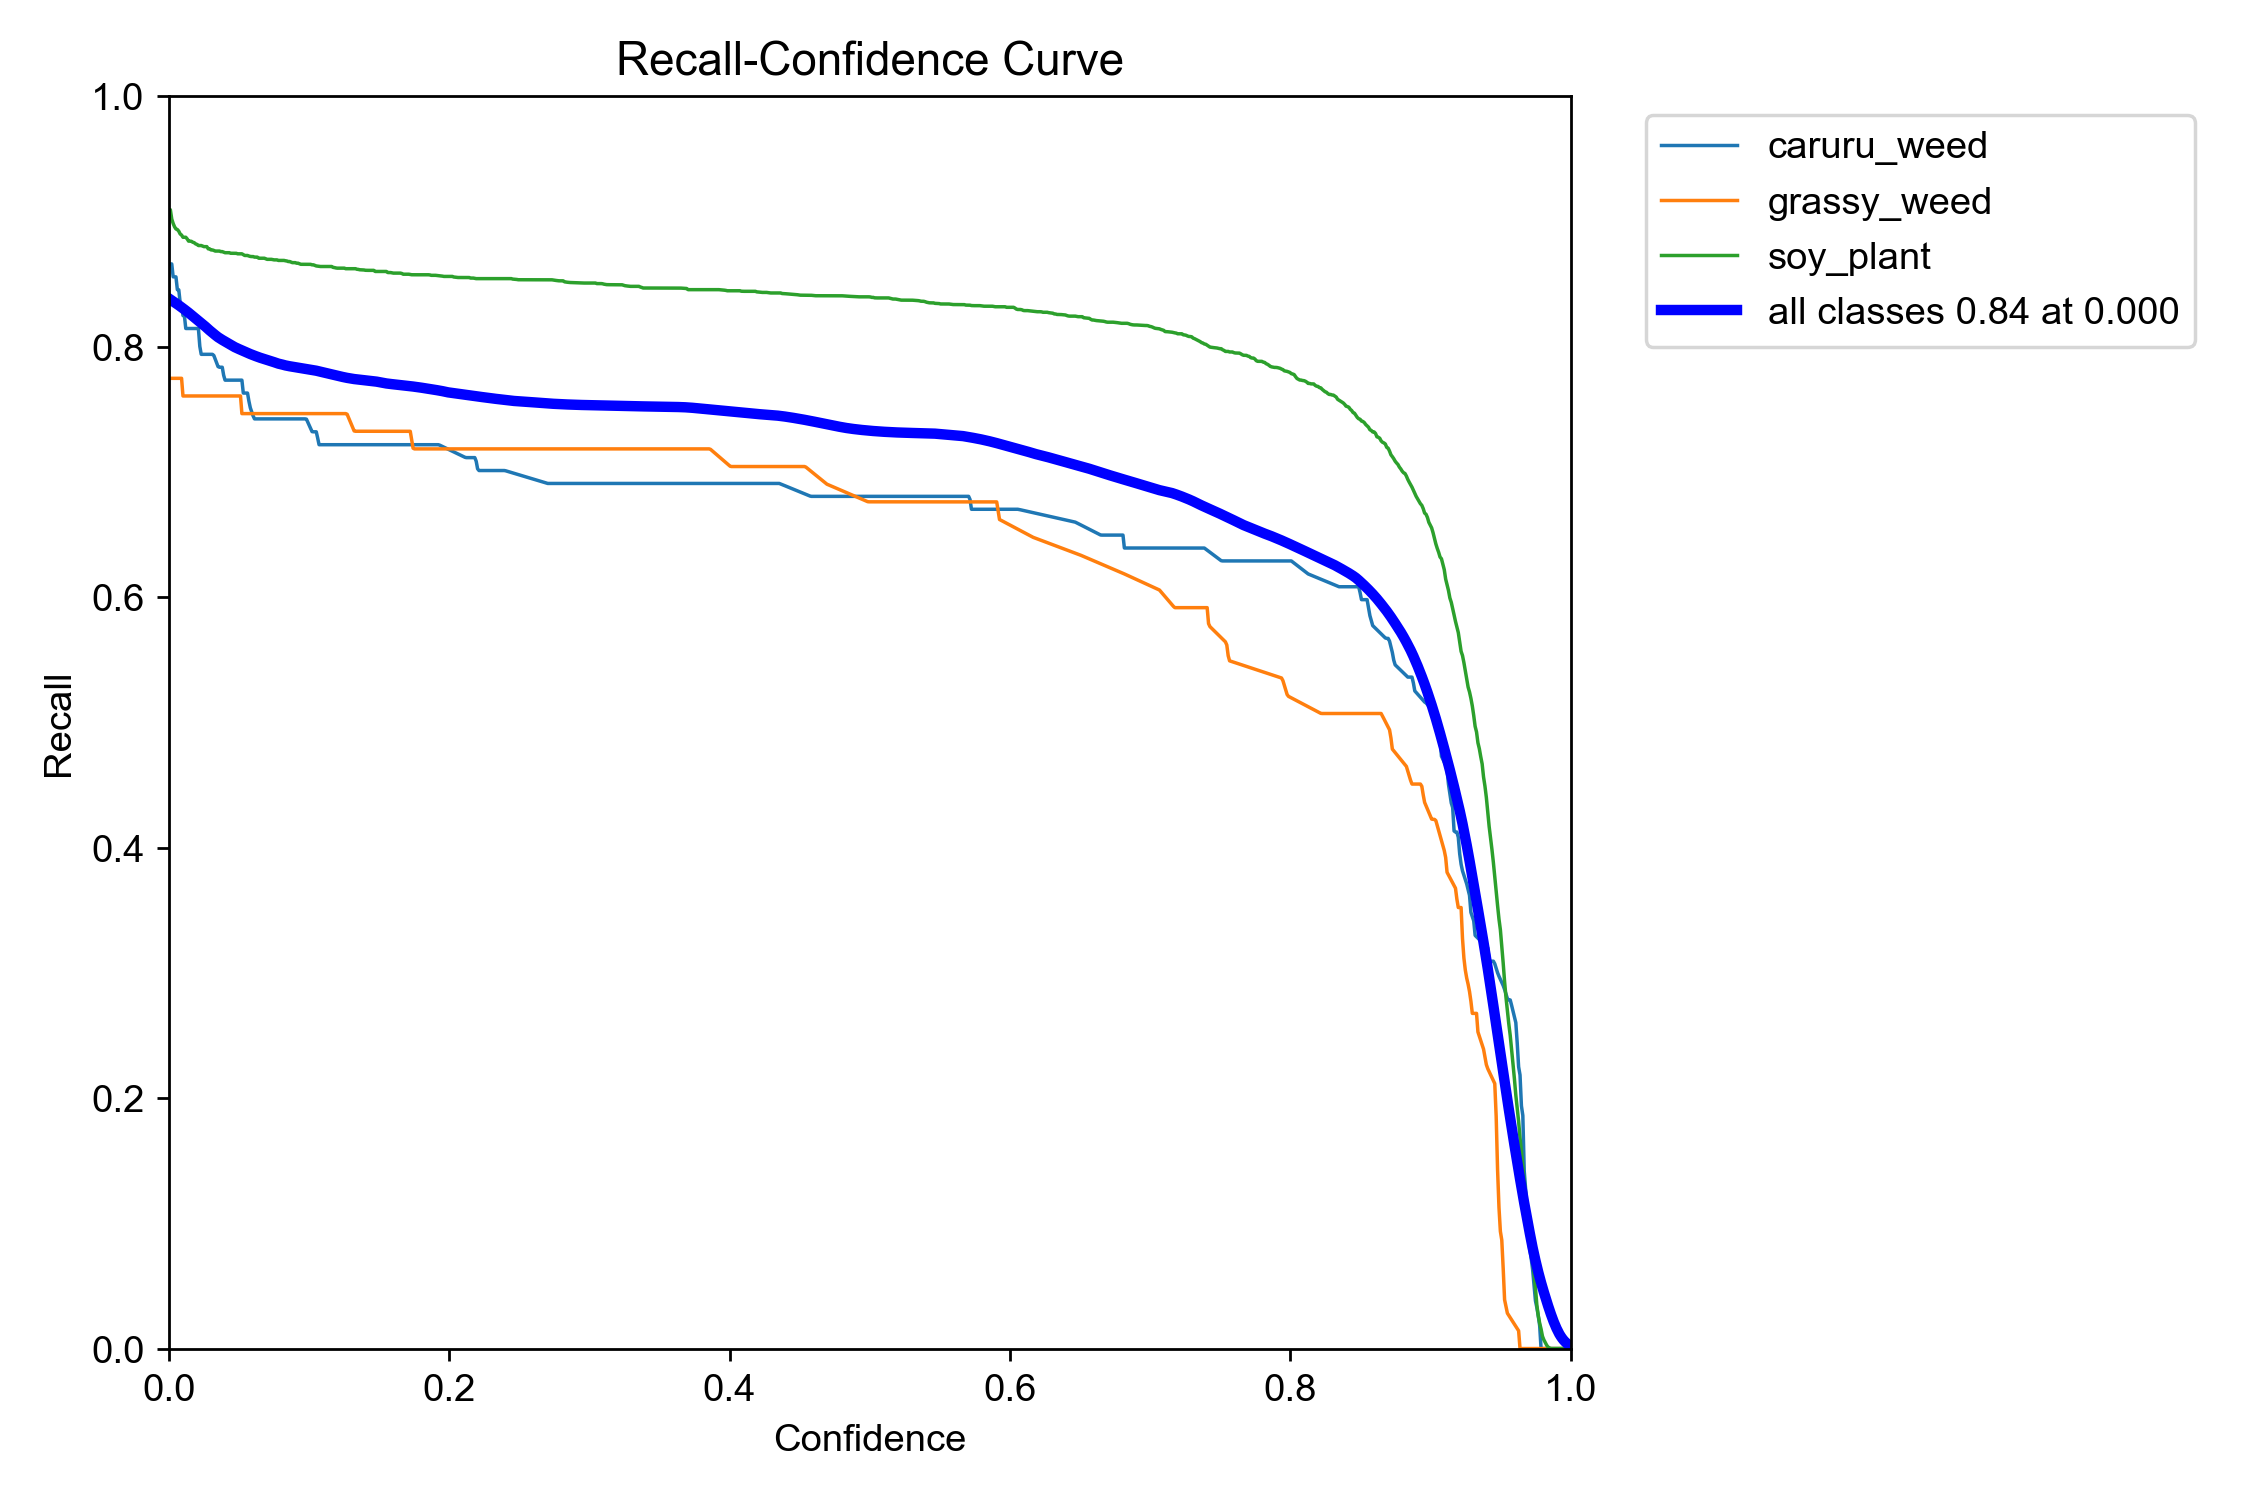 Recall-Confidence Curve
1.0
0.8
0.6
0.4
0.2
0.0
Recall
0.0 0.2 0.4 0.6 0.8 1.0
Confidence
caruru_weed
grassy_weed
soy_plant
all classes 0.84 at 0.000